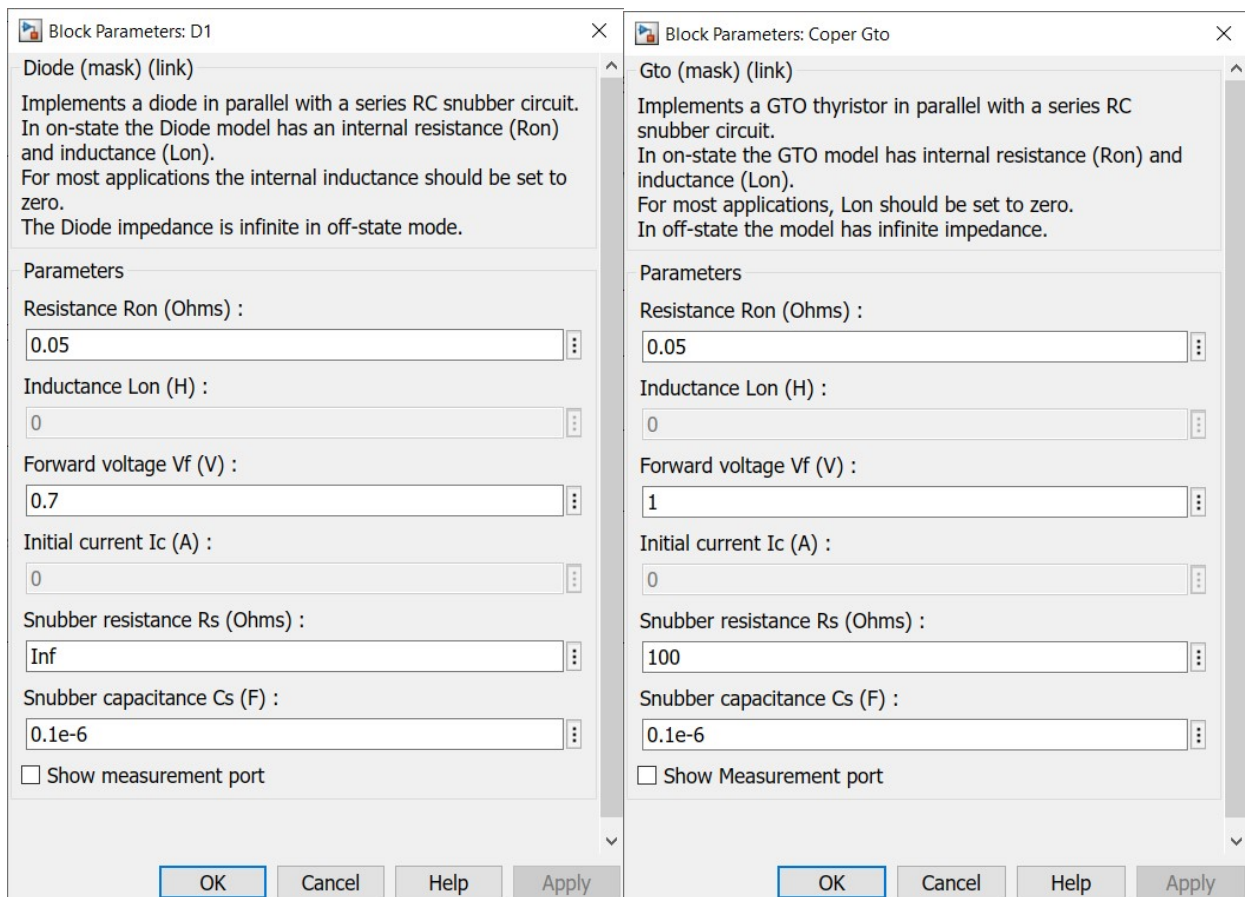 Block Parameters: D1
Diode (mask) (link)
Implements a diode in parallel with a series RC snubber circuit.
In on-state the Diode model has an internal resistance (Ron)
and inductance (Lon).
For most applications the internal inductance should be set to
zero.
The Diode impedance is infinite in off-state mode.
Parameters
Resistance Ron (Ohms) :
0.05
Inductance Lon (H) :
0
Forward voltage Vf (V) :
0.7
Initial current Ic (A) :
0
Snubber resistance Rs (Ohms) :
Inf
Snubber capacitance Cs (F) :
0.1e-6
Show measurement port
OK Cancel Help Apply
Block Parameters: Coper Gto
Gto (mask) (link)
Implements a GTO thyristor in parallel with a series RC
snubber circuit.
In on-state the GTO model has internal resistance (Ron) and
inductance (Lon).
For most applications, Lon should be set to zero.
In off-state the model has infinite impedance.
Parameters
Resistance Ron (Ohms) :
0.05
Inductance Lon (H) :
0
Forward voltage Vf (V) :
1
Initial current Ic (A) :
0
Snubber resistance Rs (Ohms) :
100
Snubber capacitance Cs (F) :
0.1e-6
Show Measurement port
OK Cancel Help Apply